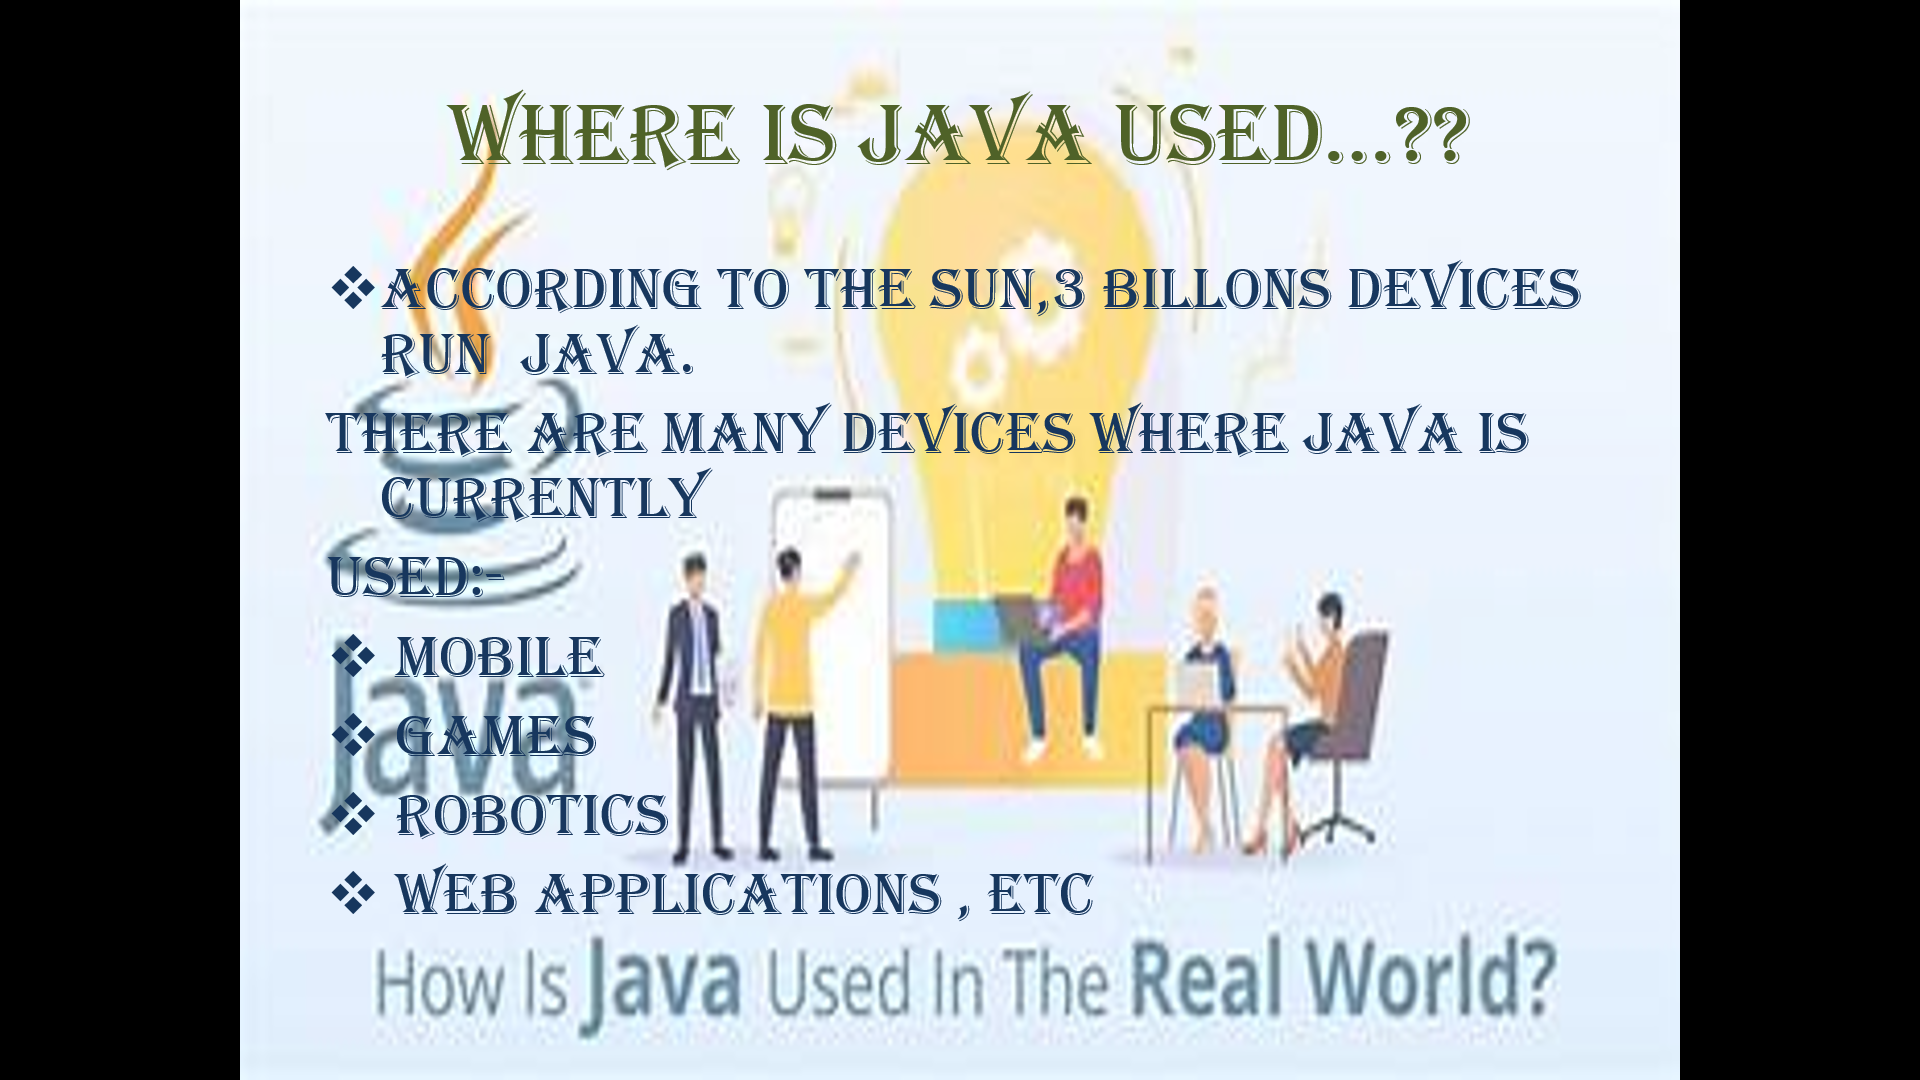 WHERE IS JAVA USED...??
❖ACCORDING TO THE SUN,3 BILLONS DEVICES
RUN JAVA.
THERE ARE MANY DEVICES WHERE JAVA IS
CURRENTLY
USED:-
❖ MOBILE
❖ GAMES
❖ ROBOTICS
❖ WEB APPLICATIONS , ETC
Java
How Is Java Used In The Real World?